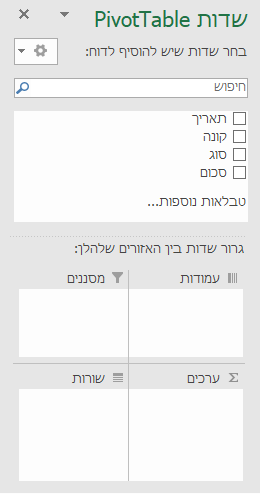 שדות PivotTable
בחר שדות שיש להוסיף לדוח:
חיפוש
תאריך
קונה
סוג
סכום
טבלאות נוספות...
גרור שדות בין האזורים שלהלן:
עמודות
מסננים
ערכים
שורות